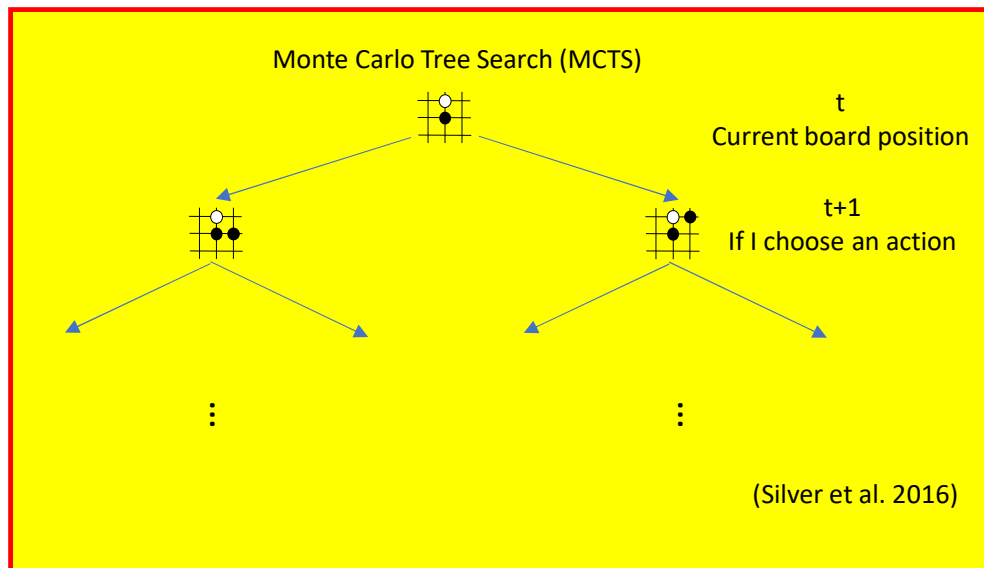 Monte Carlo Tree Search (MCTS)
t
Current board position
t+1
If I choose an action
⋮
⋮
(Silver et al. 2016)